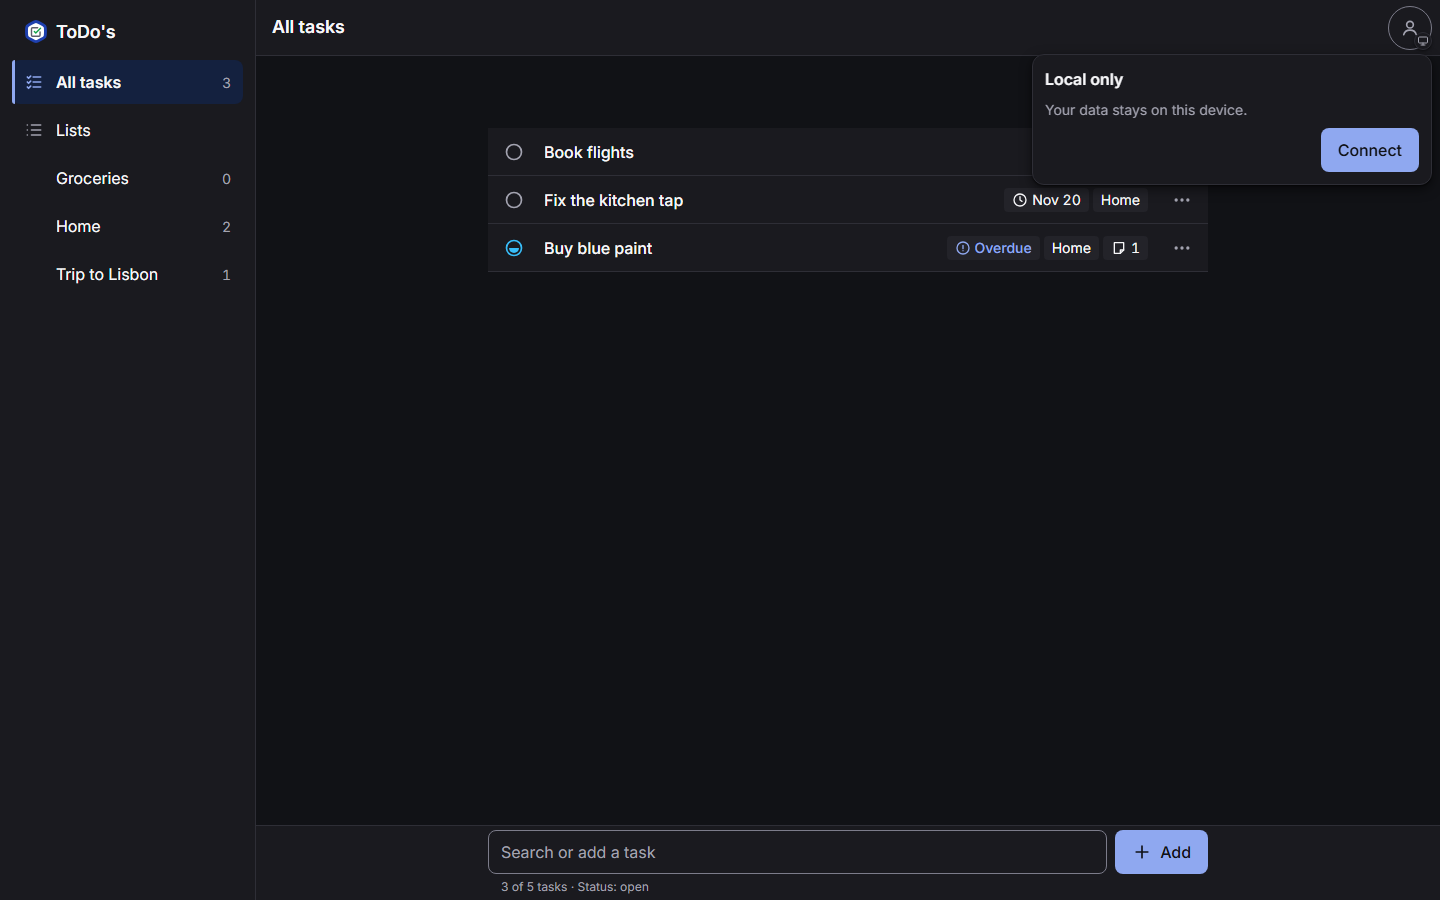 ToDo's
All tasks 3
Lists
Groceries 0
Home 2
Trip to Lisbon 1
All tasks
Local only
Your data stays on this device.
Connect
Book flights
Fix the kitchen tap Nov 20 Home
Buy blue paint Overdue Home 1
Search or add a task
Add
3 of 5 tasks · Status: open